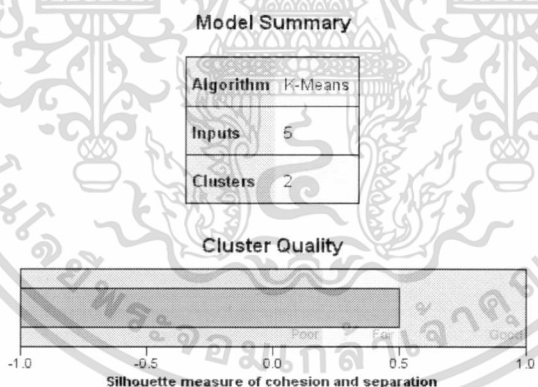 Model Summary
Algorithm K-Means
Inputs 5
Clusters 2
Cluster Quality
Poor Fair Good
-1.0 -0.5 0.0 0.5 1.0
Silhouette measure of cohesion and separation